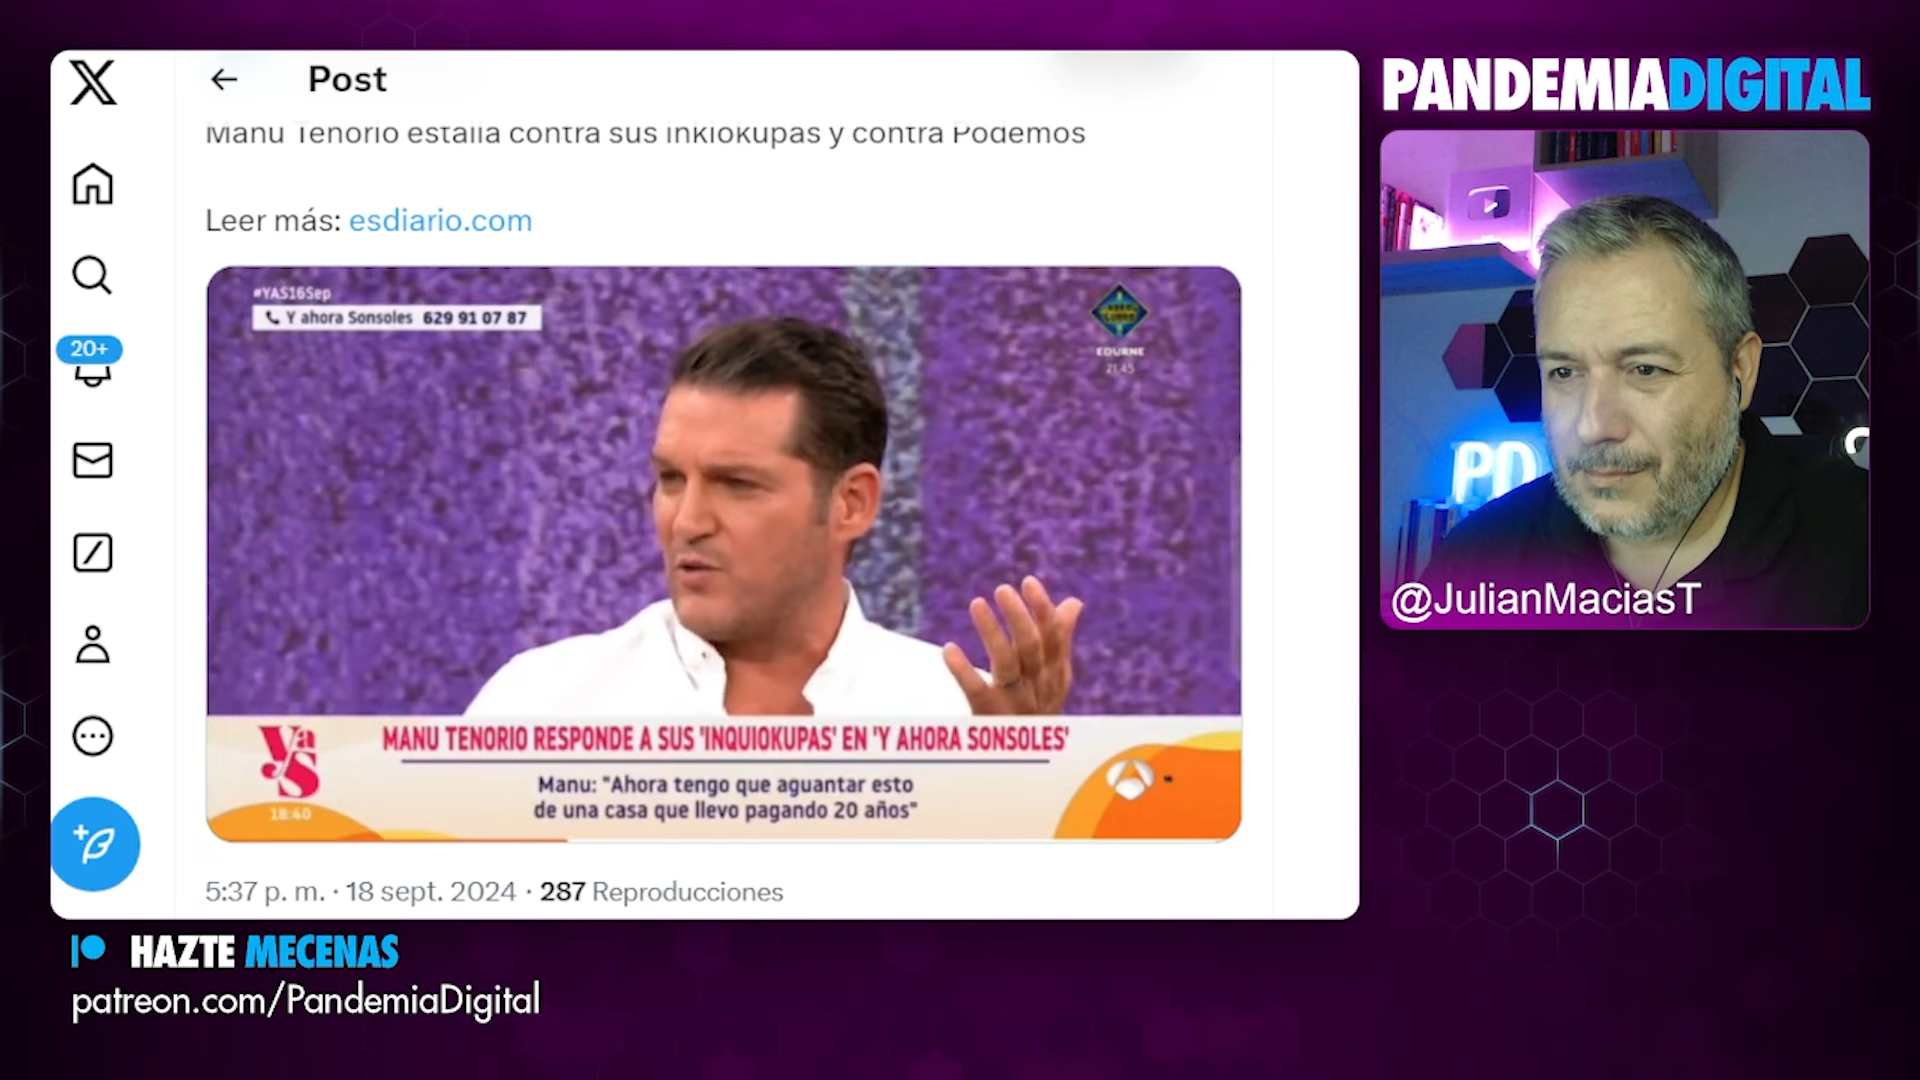 PANDEMIADIGITAL
Post
Manu Tenorio estalla contra sus inkiokupas y contra Podemos
Leer más: esdiario.com
#YAS16Sep
Y ahora Sonsoles 629 91 07 87
EDURNE
21.45
20+
MANU TENORIO RESPONDE A SUS 'INQUIOKUPAS' EN 'Y AHORA SONSOLES'
Manu: "Ahora tengo que aguantar esto
de una casa que llevo pagando 20 años"
YaS
18:40
5:37 p. m. · 18 sept. 2024 · 287 Reproducciones
PD
@JulianMaciasT
HAZTE MECENAS
patreon.com/PandemiaDigital